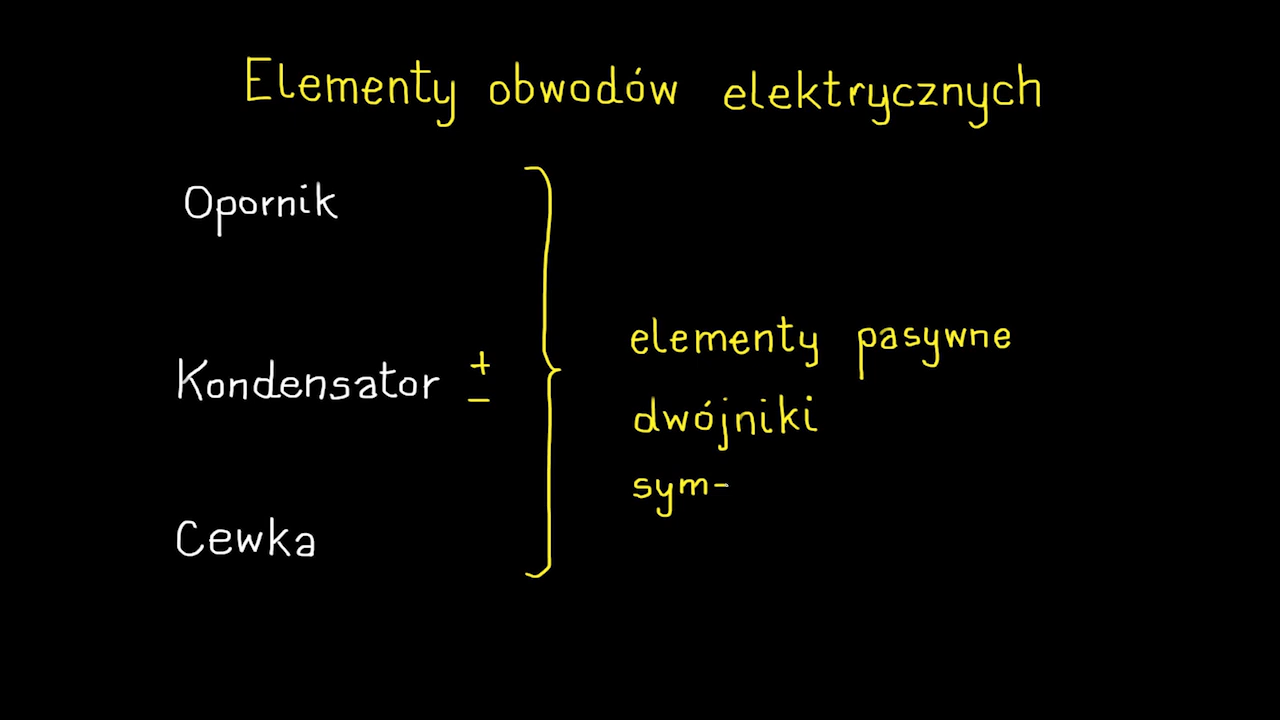 Elementy obwodów elektrycznych
Opornik
Kondensator + −
Cewka
elementy pasywne
dwójniki
sym-